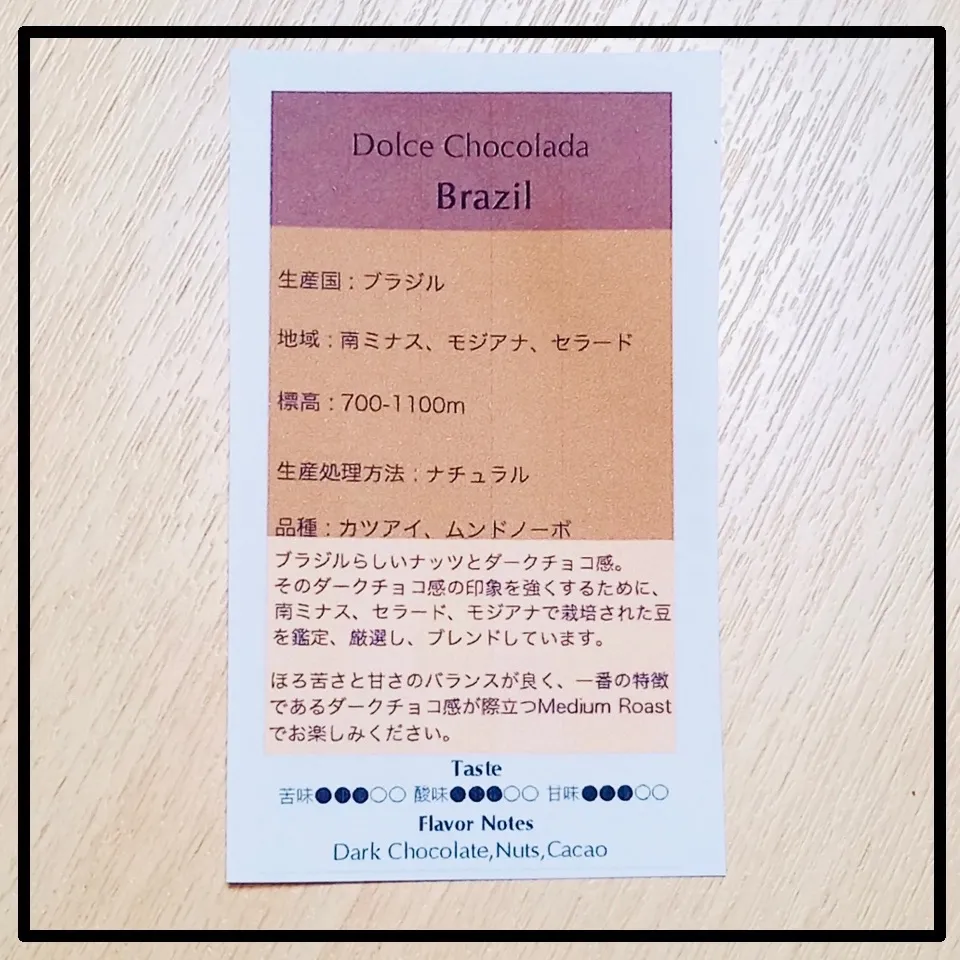 Dolce Chocolada
Brazil
生産国：ブラジル
地域：南ミナス、モジアナ、セラード
標高：700-1100m
生産処理方法：ナチュラル
品種：カツアイ、ムンドノーボ
ブラジルらしいナッツとダークチョコ感。
そのダークチョコ感の印象を強くするために、
南ミナス、セラード、モジアナで栽培された豆
を鑑定、厳選し、ブレンドしています。
ほろ苦さと甘さのバランスが良く、一番の特徴
であるダークチョコ感が際立つMedium Roast
でお楽しみください。
Taste
苦味●●●○○ 酸味●●●○○ 甘味●●●○○
Flavor Notes
Dark Chocolate,Nuts,Cacao